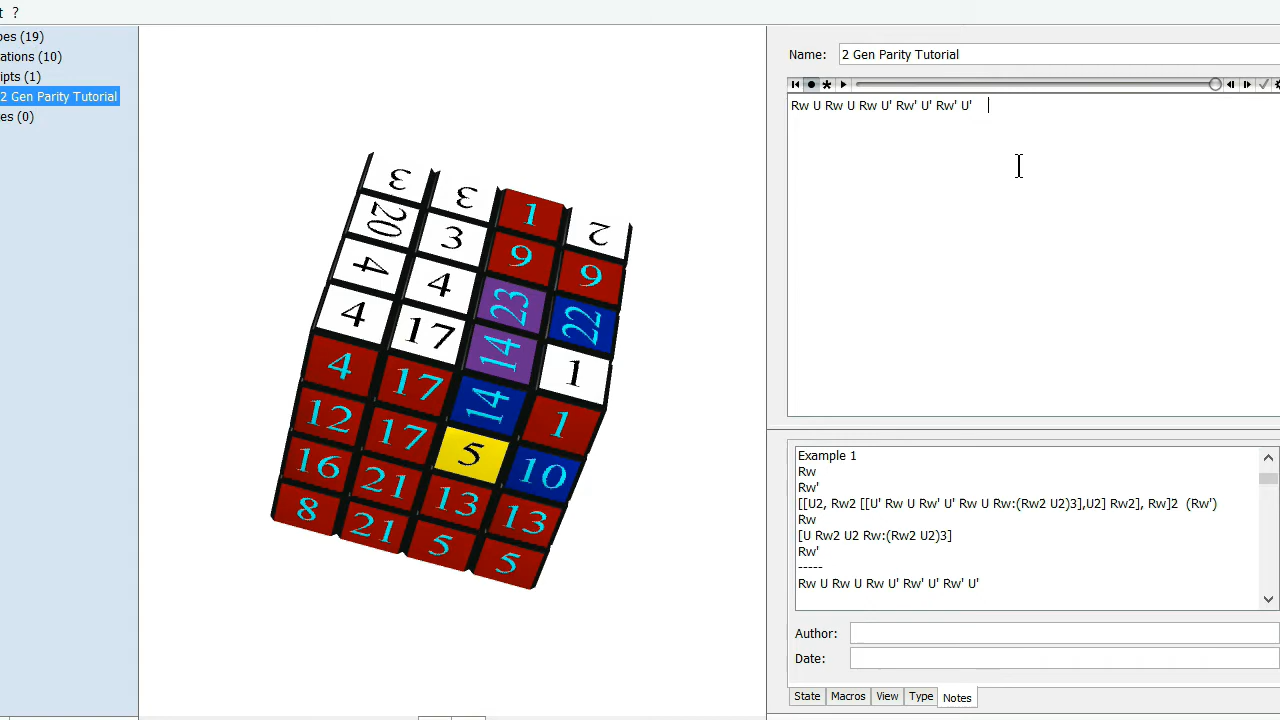 t ?
pes (19)
rations (10)
ipts (1)
2 Gen Parity Tutorial
es (0)
Name: 2 Gen Parity Tutorial
Rw U Rw U Rw U' Rw' U' Rw' U'
3 3 1 2
20 3 9 9
4 4 23 22
4 17 14 1
4 17 14 1
12 17 5 10
16 21 13 13
8 21 5 5
Example 1
Rw
Rw'
[[U2, Rw2 [[U' Rw U Rw' U' Rw U Rw:(Rw2 U2)3],U2] Rw2], Rw]2 (Rw')
Rw
[U Rw2 U2 Rw:(Rw2 U2)3]
Rw'
-----
Rw U Rw U Rw U' Rw' U' Rw' U'
Author:
Date:
State Macros View Type Notes